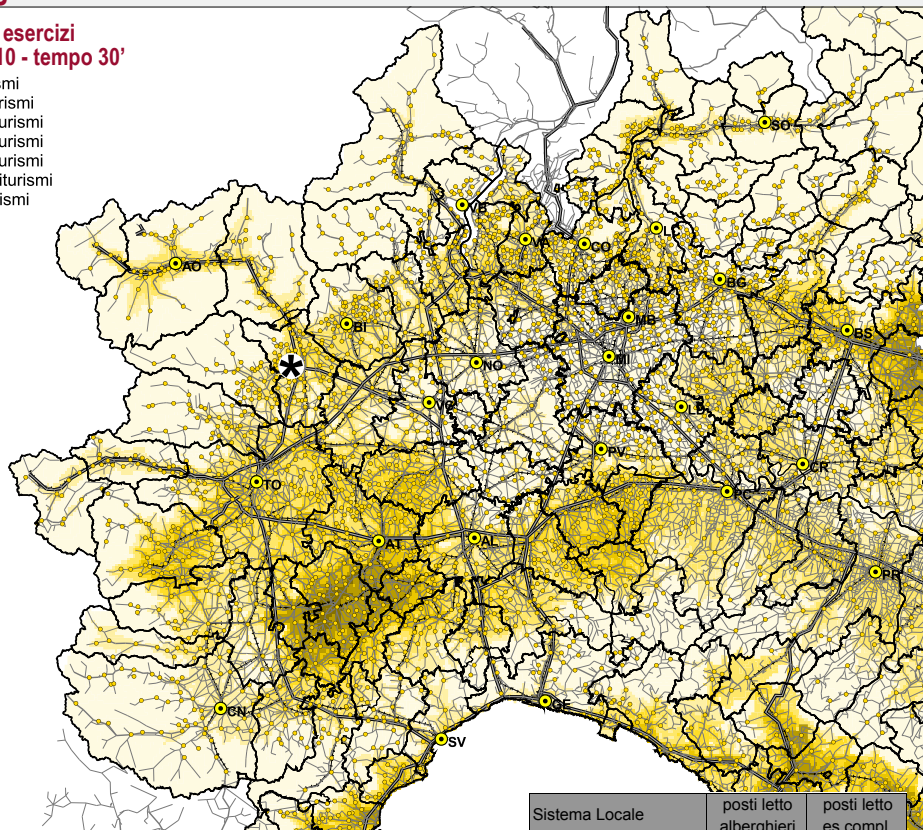 esercizi
10 - tempo 30’
smi
rismi
urismi
urismi
urismi
iturismi
ismi
SO
VB
VA
CO
LC
AO
BG
BI
MB
BS
*
MI
NO
VC
LO
PV
CR
TO
PC
AT
AL
PR
CN
GE
SV
Sistema Locale
posti letto alberghieri
posti letto es.compl.